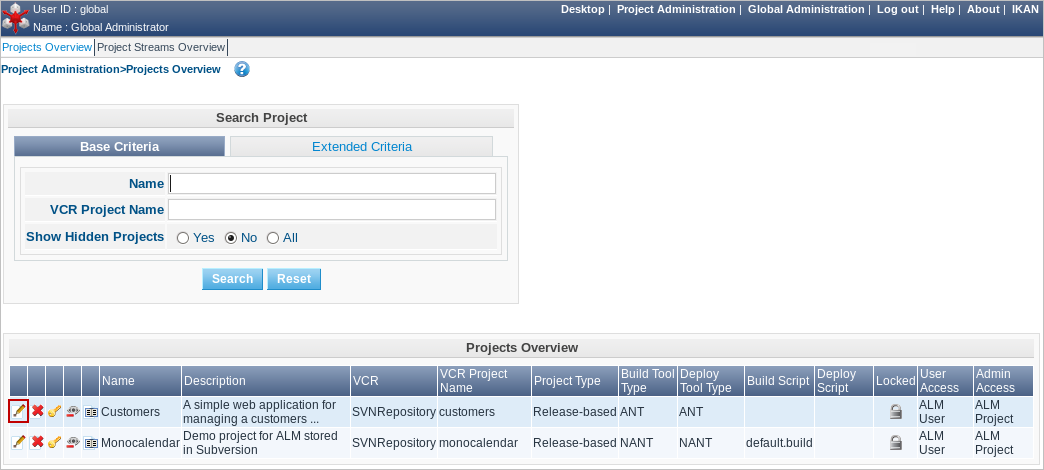 User ID : global
Desktop | Project Administration | Global Administration | Log out | Help | About | IKAN
Name : Global Administrator
Projects Overview Project Streams Overview
Project Administration>Projects Overview ?
Search Project
Base Criteria Extended Criteria
Name
VCR Project Name
Show Hidden Projects Yes No All
Search Reset
Projects Overview
Name Description VCR VCR Project Name Project Type Build Tool Type Deploy Tool Type Build Script Deploy Script Locked User Access Admin Access
Customers A simple web application for managing a customers ... SVNRepository customers Release-based ANT ANT ALM User ALM Project
Monocalendar Demo project for ALM stored in Subversion SVNRepository monocalendar Release-based NANT NANT default.build ALM User ALM Project